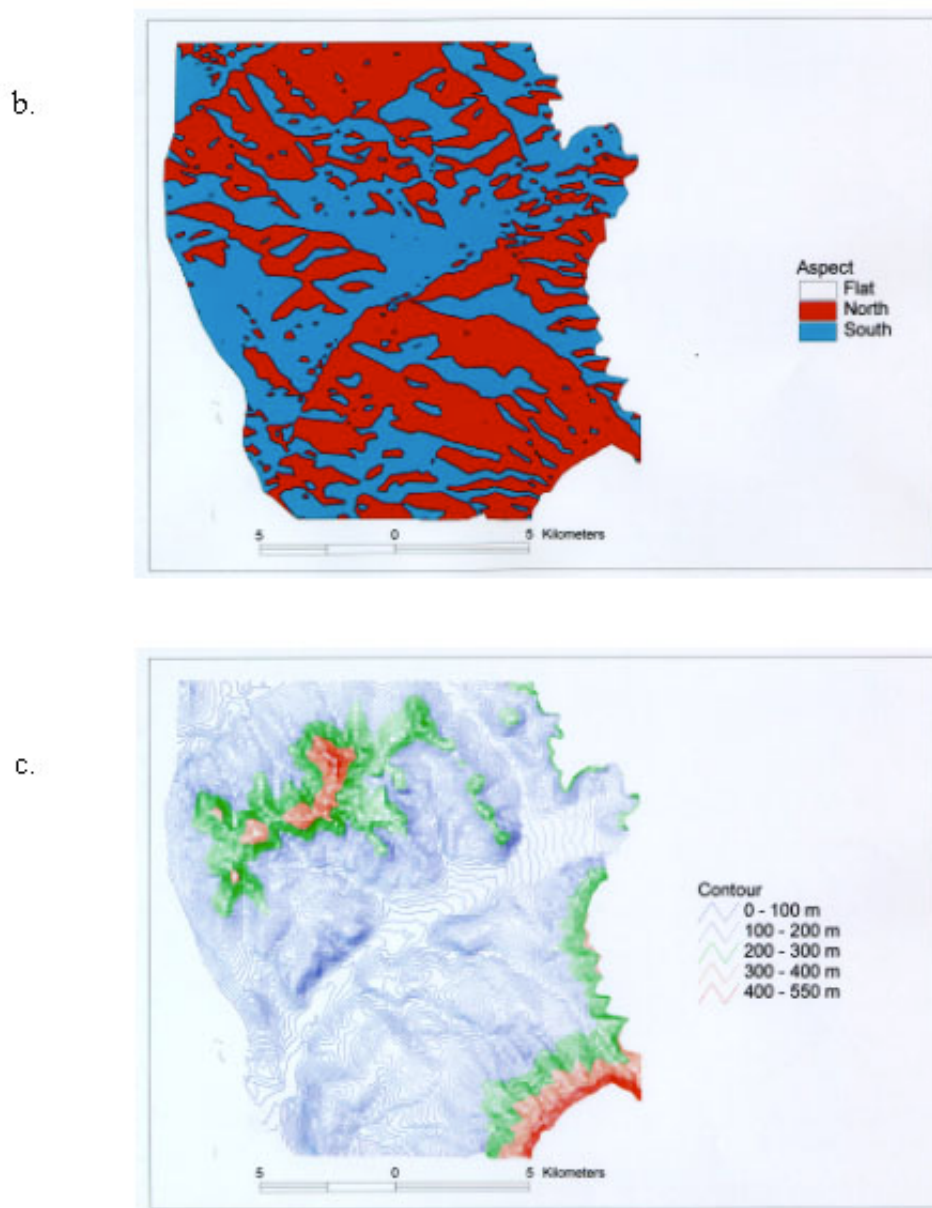 b.
Aspect
Flat
North
South
5 0 5 Kilometers
c.
Contour
0 - 100 m
100 - 200 m
200 - 300 m
300 - 400 m
400 - 550 m
5 0 5 Kilometers